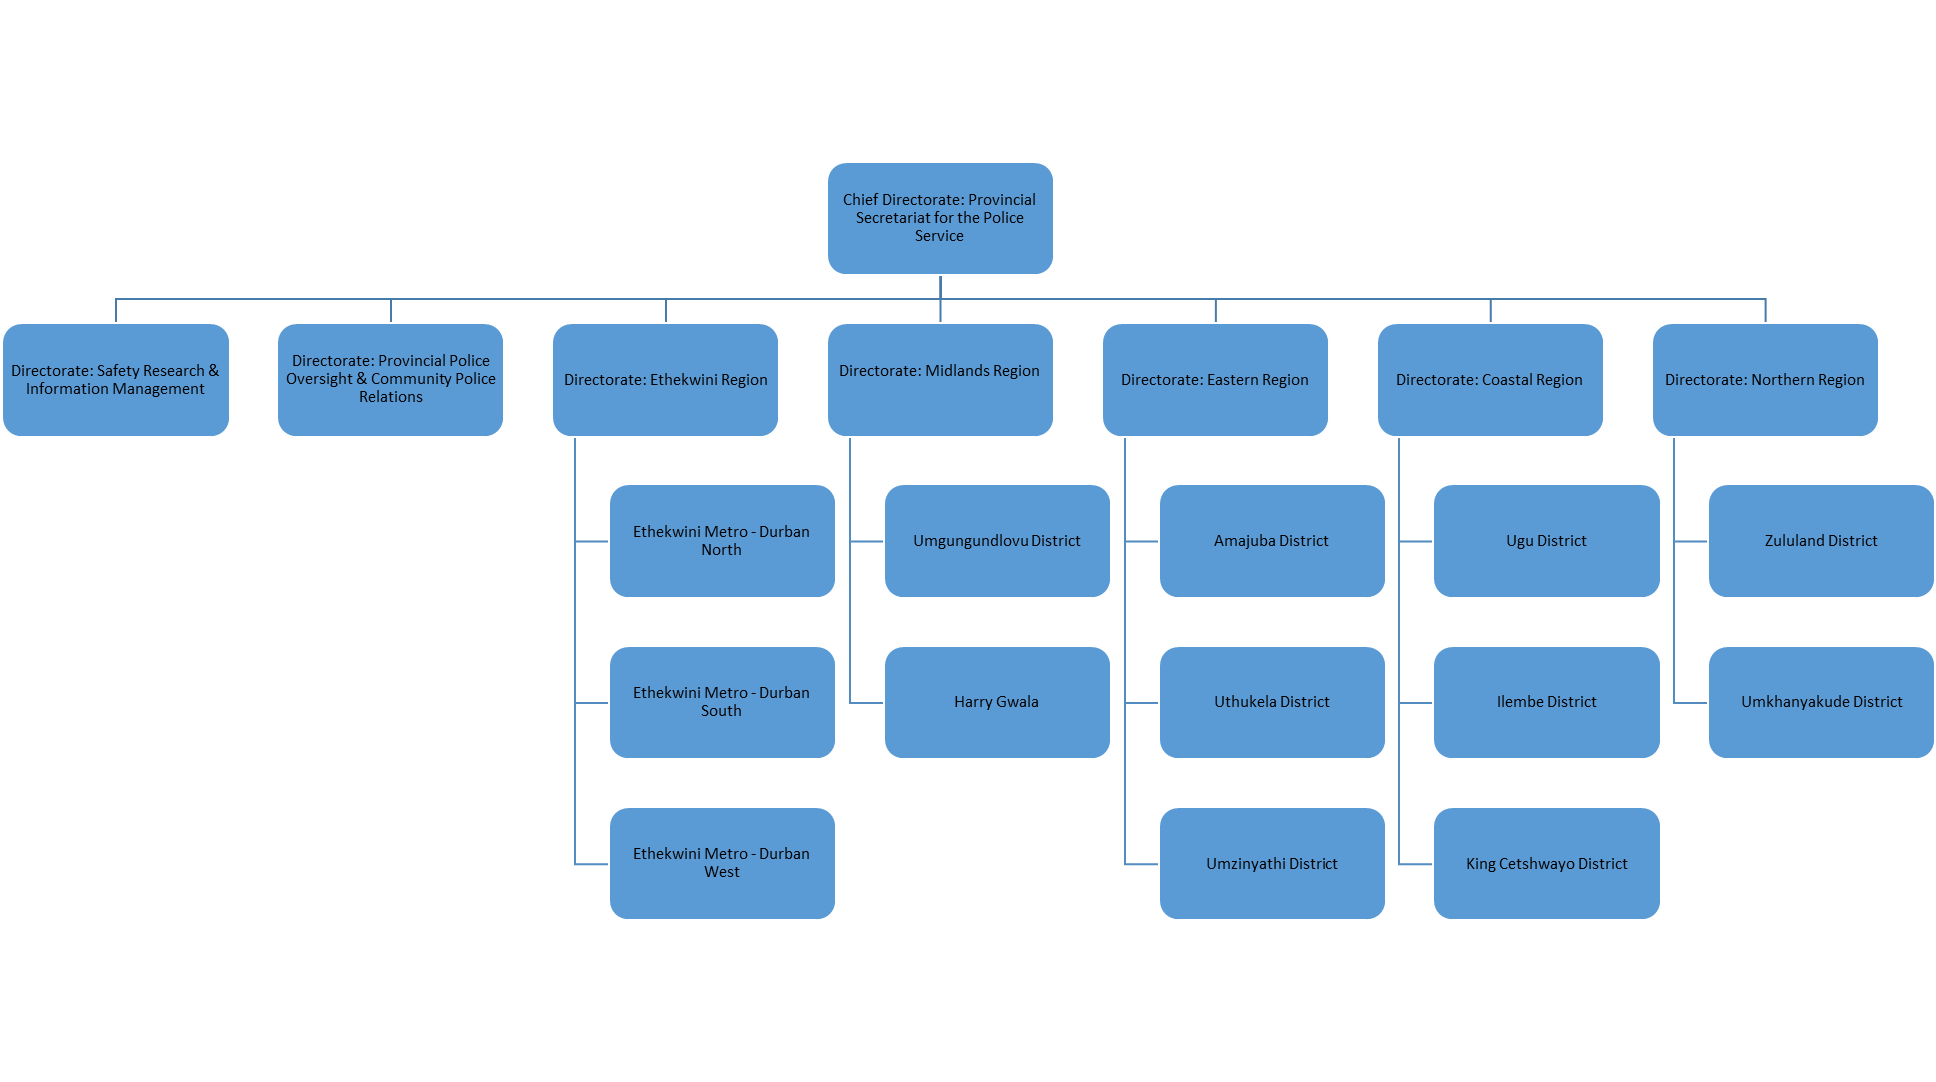 Chief Directorate: Provincial
Secretariat for the Police
Service
Directorate: Safety Research &
Information Management
Directorate: Provincial Police
Oversight & Community Police
Relations
Directorate: Ethekwini Region
Directorate: Midlands Region
Directorate: Eastern Region
Directorate: Coastal Region
Directorate: Northern Region
Ethekwini Metro - Durban
North
Umgungundlovu District
Amajuba District
Ugu District
Zululand District
Ethekwini Metro - Durban
South
Harry Gwala
Uthukela District
Ilembe District
Umkhanyakude District
Ethekwini Metro - Durban
West
Umzinyathi District
King Cetshwayo District